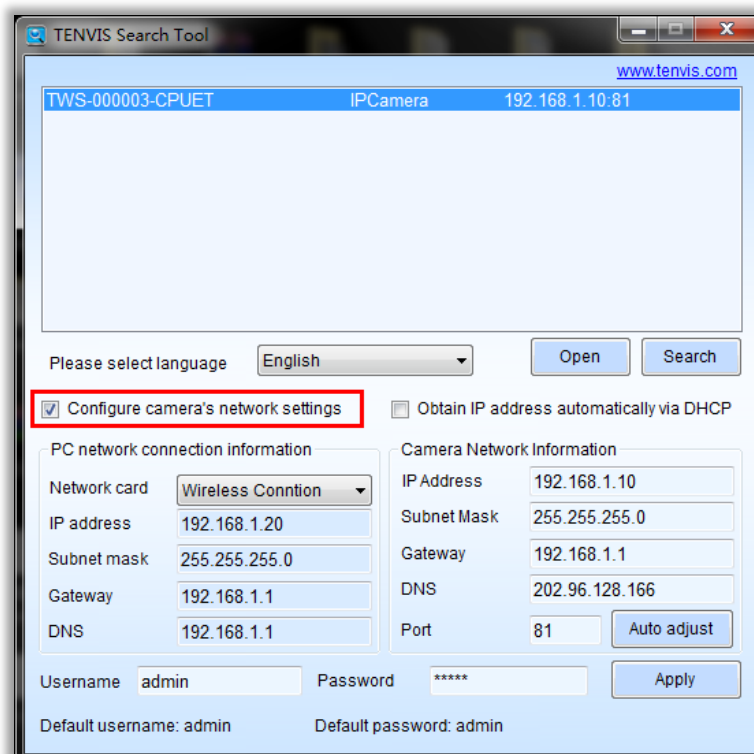 TENVIS Search Tool
www.tenvis.com
TWS-000003-CPUET IPCamera 192.168.1.10:81
Please select language English Open Search
Configure camera's network settings Obtain IP address automatically via DHCP
PC network connection information
Network card Wireless Conntion
IP address 192.168.1.20
Subnet mask 255.255.255.0
Gateway 192.168.1.1
DNS 192.168.1.1
Camera Network Information
IP Address 192.168.1.10
Subnet Mask 255.255.255.0
Gateway 192.168.1.1
DNS 202.96.128.166
Port 81 Auto adjust
Username admin Password ***** Apply
Default username: admin Default password: admin